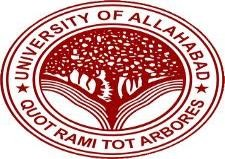 UNIVERSITY OF ALLAHABAD
QUOT RAMI TOT ARBORES